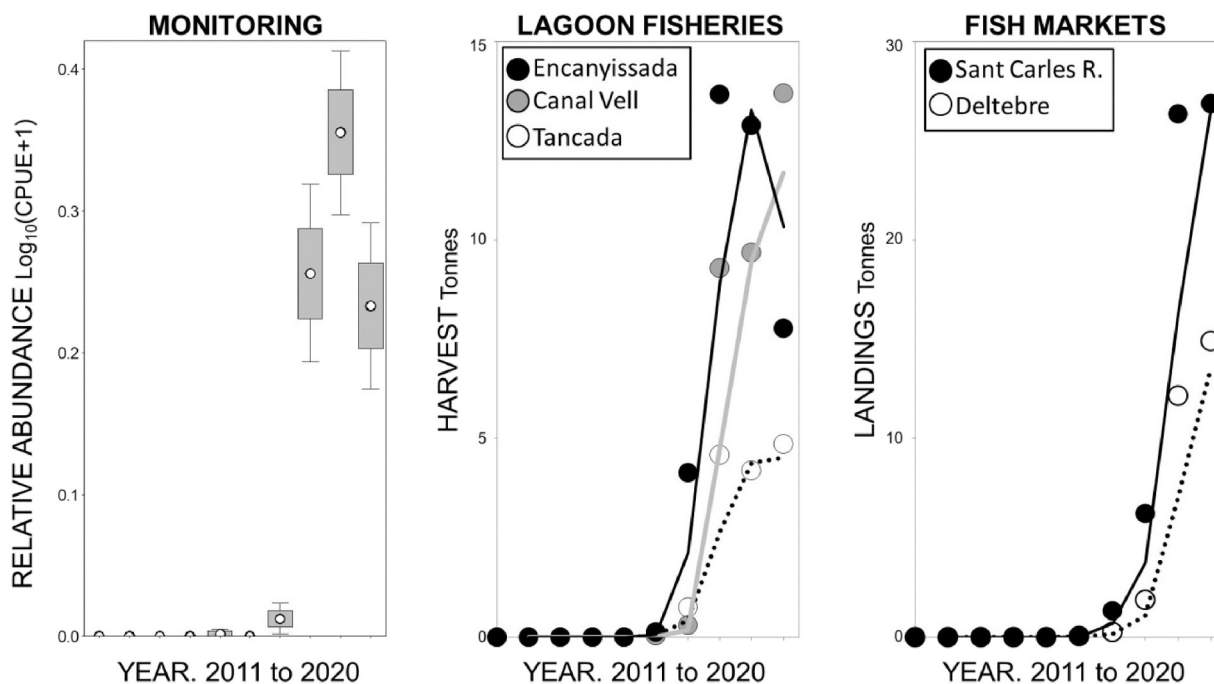 MONITORING
RELATIVE ABUNDANCE Log₁₀(CPUE+1)
0.4
0.3
0.2
0.1
0.0
YEAR. 2011 to 2020
LAGOON FISHERIES
HARVEST Tonnes
15
10
5
0
Encanyissada
Canal Vell
Tancada
YEAR. 2011 to 2020
FISH MARKETS
LANDINGS Tonnes
30
20
10
0
Sant Carles R.
Deltebre
YEAR. 2011 to 2020